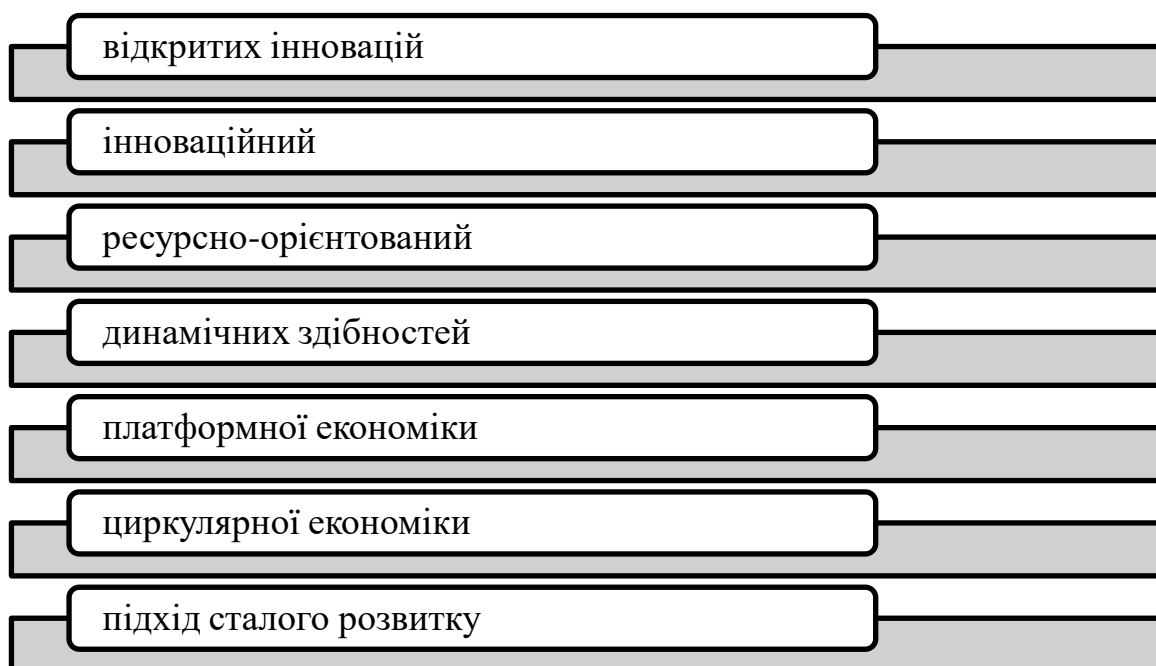 відкритих інновацій
інноваційний
ресурсно-орієнтований
динамічних здібностей
платформної економіки
циркулярної економіки
підхід сталого розвитку